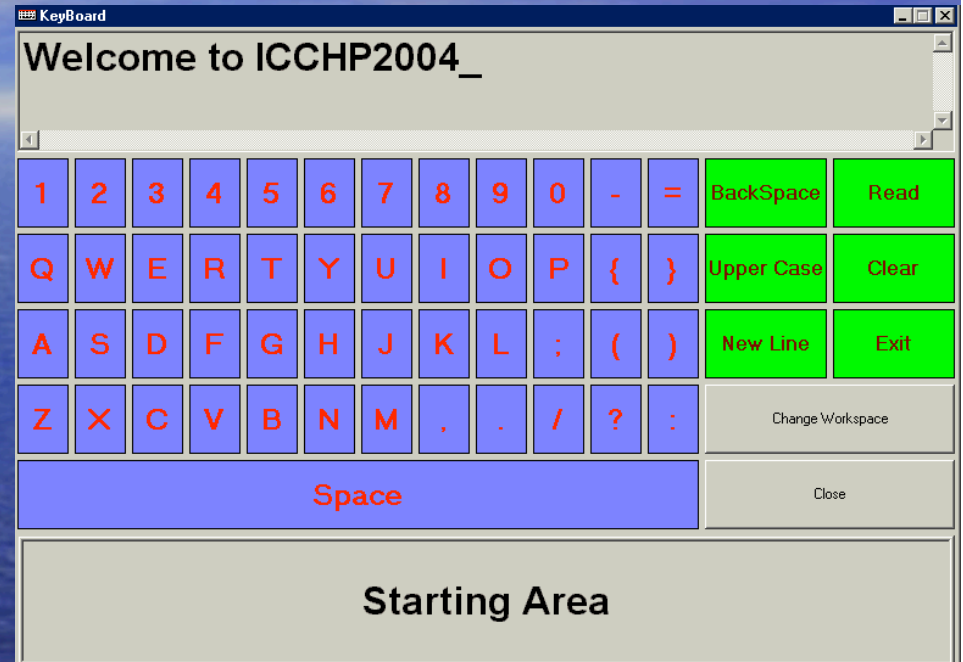 KeyBoard
Welcome to ICCHP2004_
1 2 3 4 5 6 7 8 9 0 - = BackSpace Read
Q W E R T Y U I O P { } Upper Case Clear
A S D F G H J K L ; ( ) New Line Exit
Z X C V B N M , . / ? : Change Workspace
Space Close
Starting Area